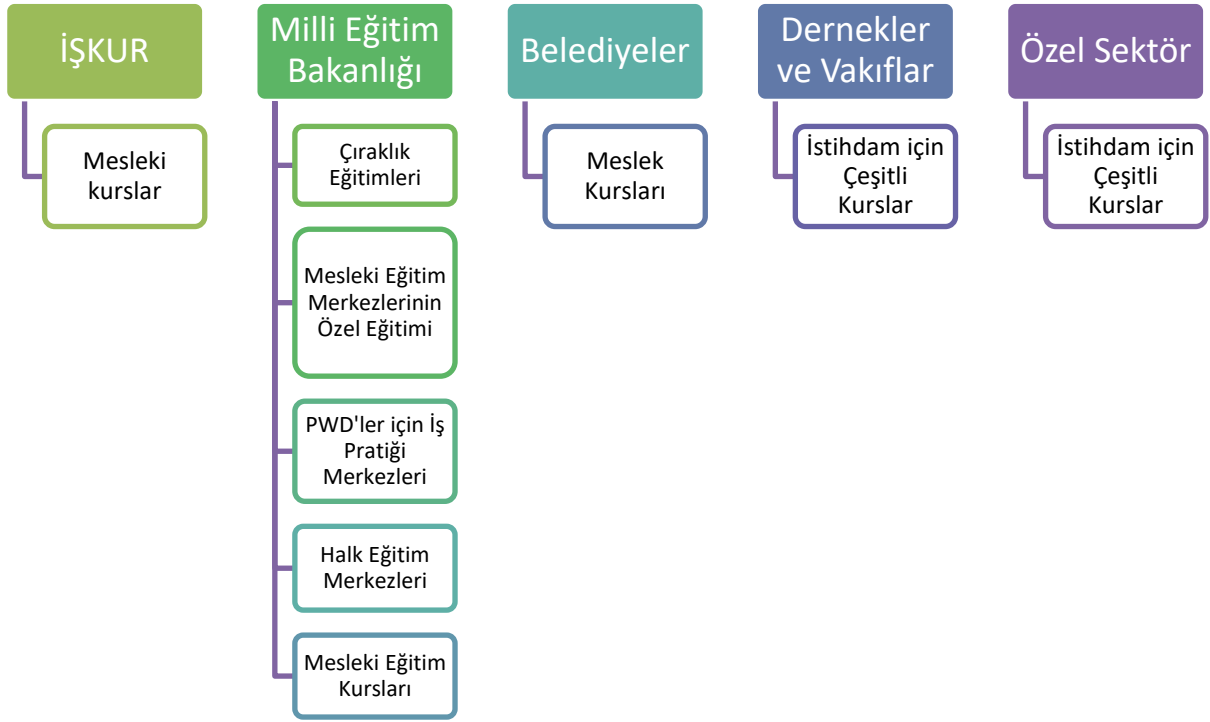 İŞKUR
Mesleki
kurslar
Milli Eğitim
Bakanlığı
Çıraklık
Eğitimleri
Mesleki Eğitim
Merkezlerinin
Özel Eğitimi
PWD'ler için İş
Pratiği
Merkezleri
Halk Eğitim
Merkezleri
Mesleki Eğitim
Kursları
Belediyeler
Meslek
Kursları
Dernekler
ve Vakıflar
İstihdam için
Çeşitli
Kurslar
Özel Sektör
İstihdam için
Çeşitli
Kurslar